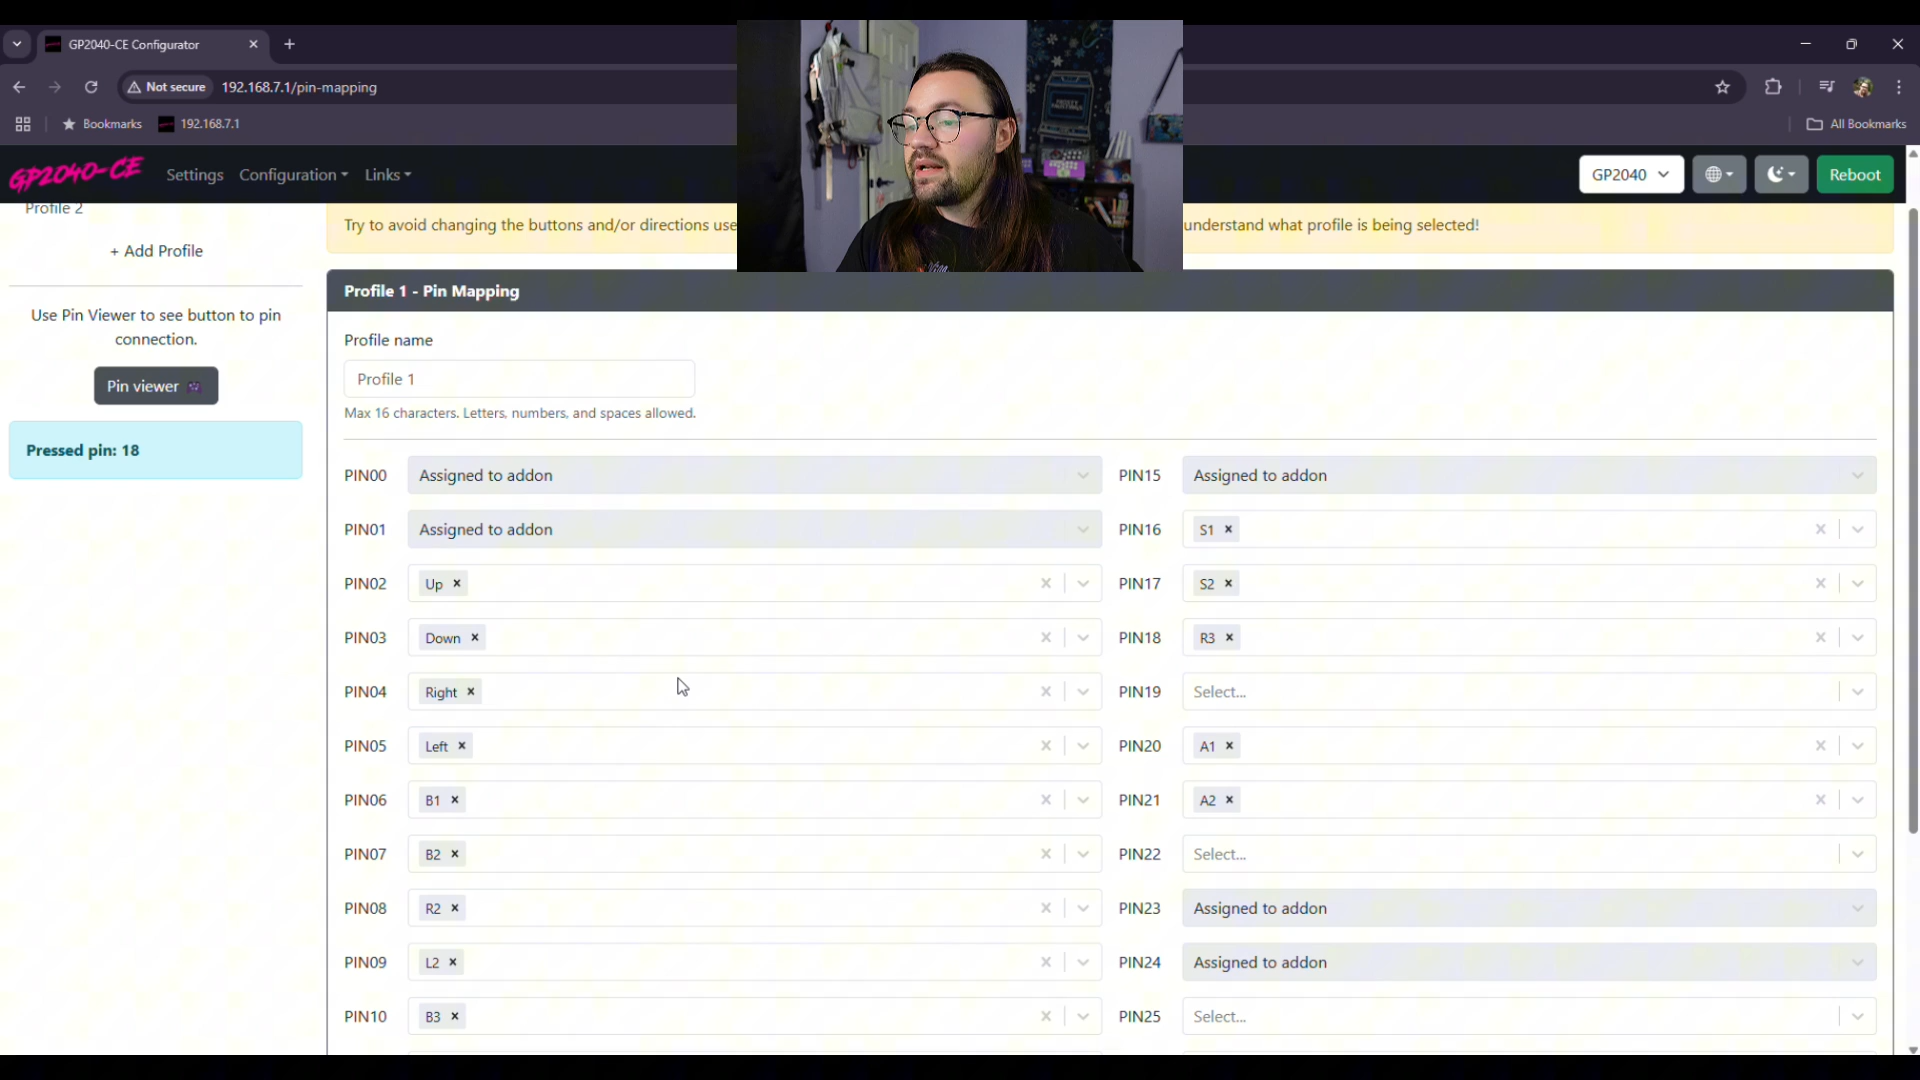 GP2040-CE Configurator
Not secure 192.168.7.1/pin-mapping
Bookmarks 192.168.7.1 All Bookmarks
GP2040-CE Settings Configuration Links GP2040 Reboot
Profile 2
+ Add Profile
Use Pin Viewer to see button to pin
connection.
Pin viewer
Pressed pin: 18
Try to avoid changing the buttons and/or directions use
understand what profile is being selected!
Profile 1 - Pin Mapping
Profile name
Profile 1
Max 16 characters. Letters, numbers, and spaces allowed.
PIN00 Assigned to addon
PIN01 Assigned to addon
PIN02 Up
PIN03 Down
PIN04 Right
PIN05 Left
PIN06 B1
PIN07 B2
PIN08 R2
PIN09 L2
PIN10 B3
PIN15 Assigned to addon
PIN16 S1
PIN17 S2
PIN18 R3
PIN19 Select...
PIN20 A1
PIN21 A2
PIN22 Select...
PIN23 Assigned to addon
PIN24 Assigned to addon
PIN25 Select...